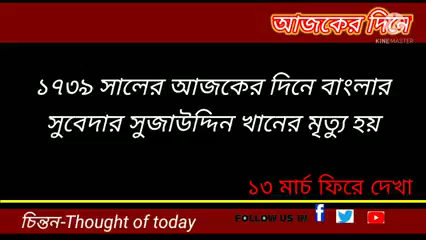 আজকের দিনে
KINEMASTER
১৭৩৯ সালের আজকের দিনে বাংলার
সুবেদার সুজাউদ্দিন খানের মৃত্যু হয়
১৩ মার্চ ফিরে দেখা
চিন্তন-Thought of today
FOLLOW US IN